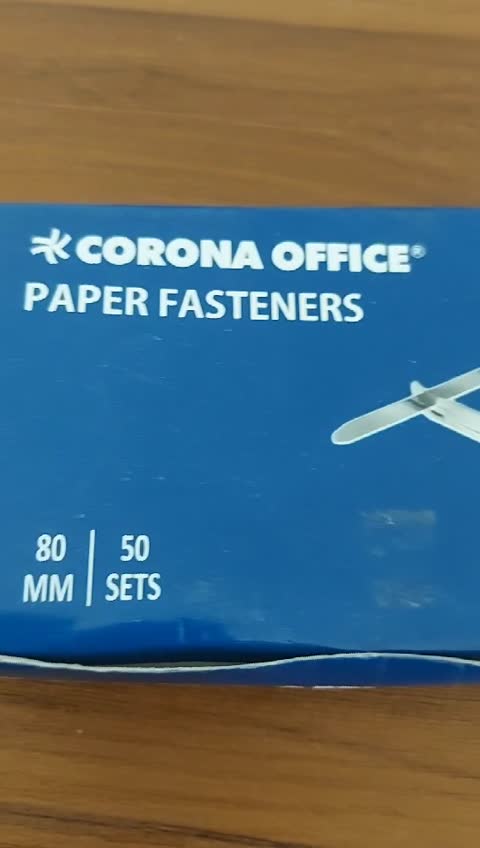 CORONA OFFICE®
PAPER FASTENERS
80 MM | 50 SETS